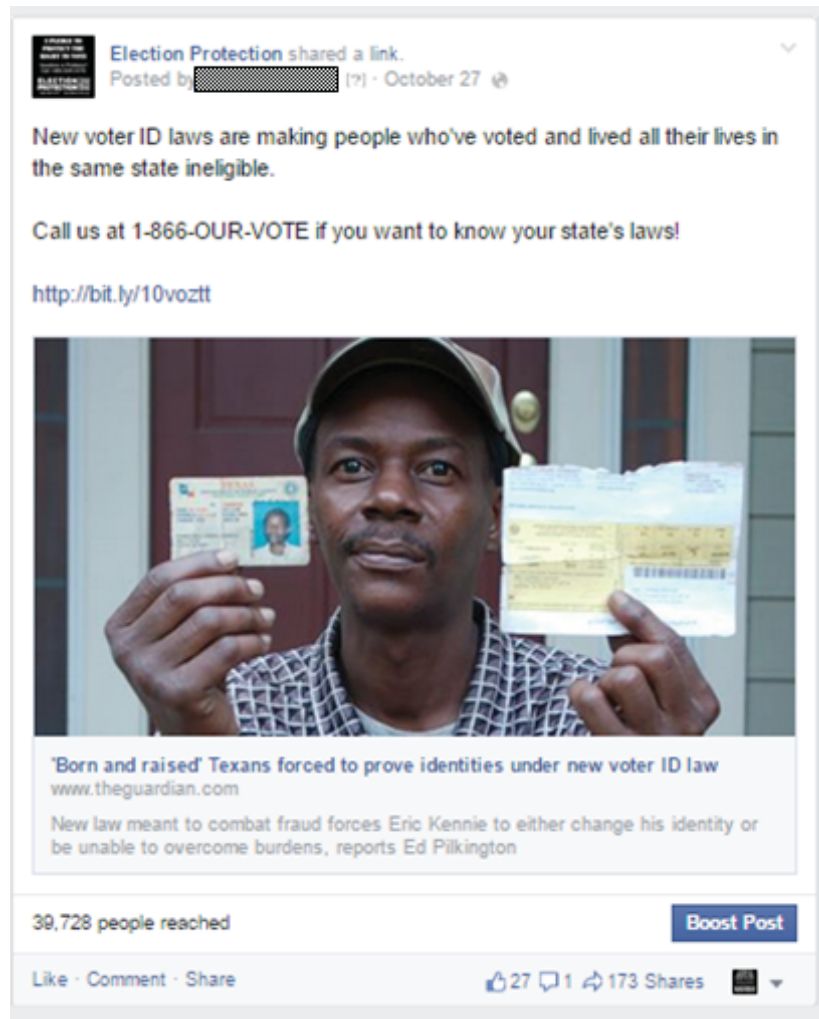 Election Protection shared a link.
Posted by [?] · October 27
New voter ID laws are making people who've voted and lived all their lives in
the same state ineligible.
Call us at 1-866-OUR-VOTE if you want to know your state's laws!
http://bit.ly/10voztt
TEXAS
'Born and raised' Texans forced to prove identities under new voter ID law
www.theguardian.com
New law meant to combat fraud forces Eric Kennie to either change his identity or
be unable to overcome burdens, reports Ed Pilkington
39,728 people reached
Boost Post
Like · Comment · Share
27 1 173 Shares